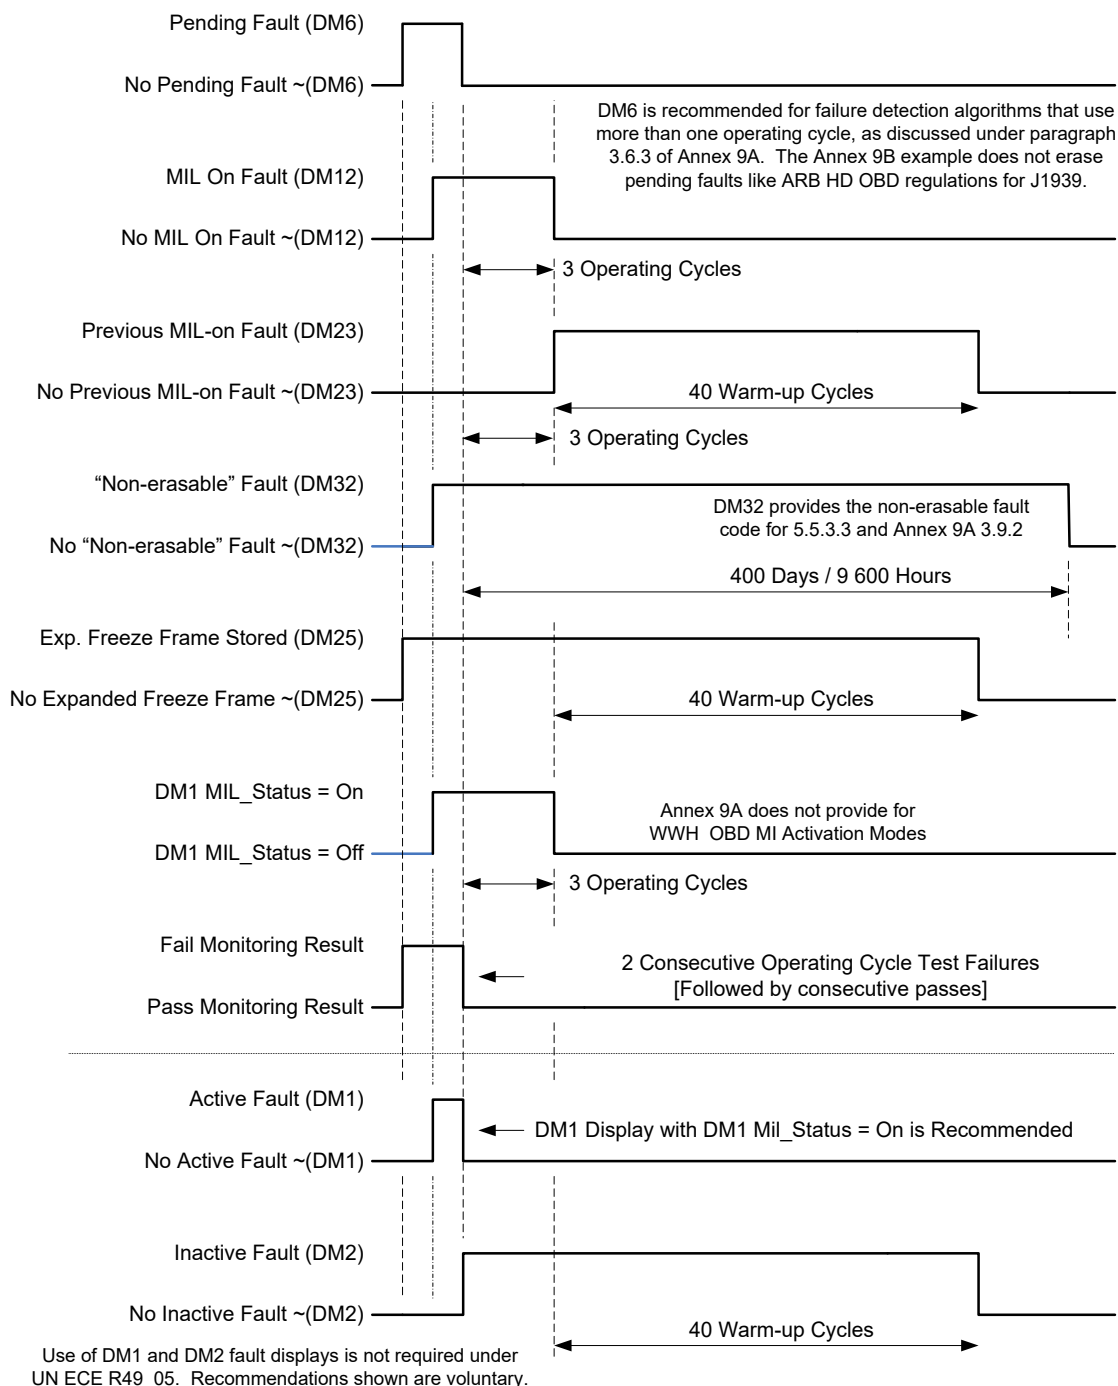 Pending Fault (DM6)
No Pending Fault ~(DM6)
DM6 is recommended for failure detection algorithms that use
more than one operating cycle, as discussed under paragraph
3.6.3 of Annex 9A. The Annex 9B example does not erase
pending faults like ARB HD OBD regulations for J1939.
MIL On Fault (DM12)
No MIL On Fault ~(DM12)
3 Operating Cycles
Previous MIL-on Fault (DM23)
No Previous MIL-on Fault ~(DM23)
40 Warm-up Cycles
3 Operating Cycles
“Non-erasable” Fault (DM32)
DM32 provides the non-erasable fault
code for 5.5.3.3 and Annex 9A 3.9.2
No “Non-erasable” Fault ~(DM32)
400 Days / 9 600 Hours
Exp. Freeze Frame Stored (DM25)
No Expanded Freeze Frame ~(DM25)
40 Warm-up Cycles
DM1 MIL_Status = On
Annex 9A does not provide for
WWH OBD MI Activation Modes
DM1 MIL_Status = Off
3 Operating Cycles
Fail Monitoring Result
2 Consecutive Operating Cycle Test Failures
[Followed by consecutive passes]
Pass Monitoring Result
Active Fault (DM1)
DM1 Display with DM1 Mil_Status = On is Recommended
No Active Fault ~(DM1)
Inactive Fault (DM2)
No Inactive Fault ~(DM2)
40 Warm-up Cycles
Use of DM1 and DM2 fault displays is not required under
UN ECE R49 05. Recommendations shown are voluntary.